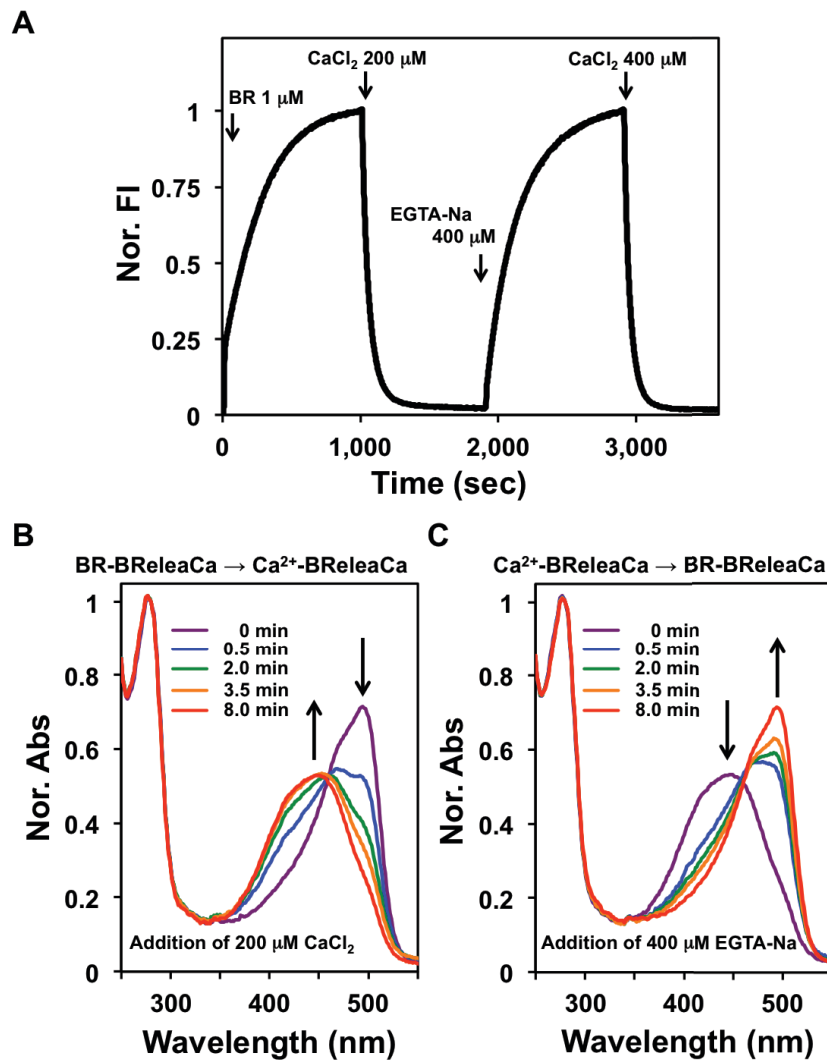 A
CaCl₂ 200 μM
CaCl₂ 400 μM
BR 1 μM
EGTA-Na
400 μM
Nor. FI
1
0.75
0.5
0.25
0
0
1,000
2,000
3,000
Time (sec)
B
BR-BReleaCa → Ca²⁺-BReleaCa
0 min
0.5 min
2.0 min
3.5 min
8.0 min
Nor. Abs
1
0.8
0.6
0.4
0.2
0
Addition of 200 μM CaCl₂
300
400
500
Wavelength (nm)
C
Ca²⁺-BReleaCa → BR-BReleaCa
0 min
0.5 min
2.0 min
3.5 min
8.0 min
Nor. Abs
1
0.8
0.6
0.4
0.2
0
Addition of 400 μM EGTA-Na
300
400
500
Wavelength (nm)